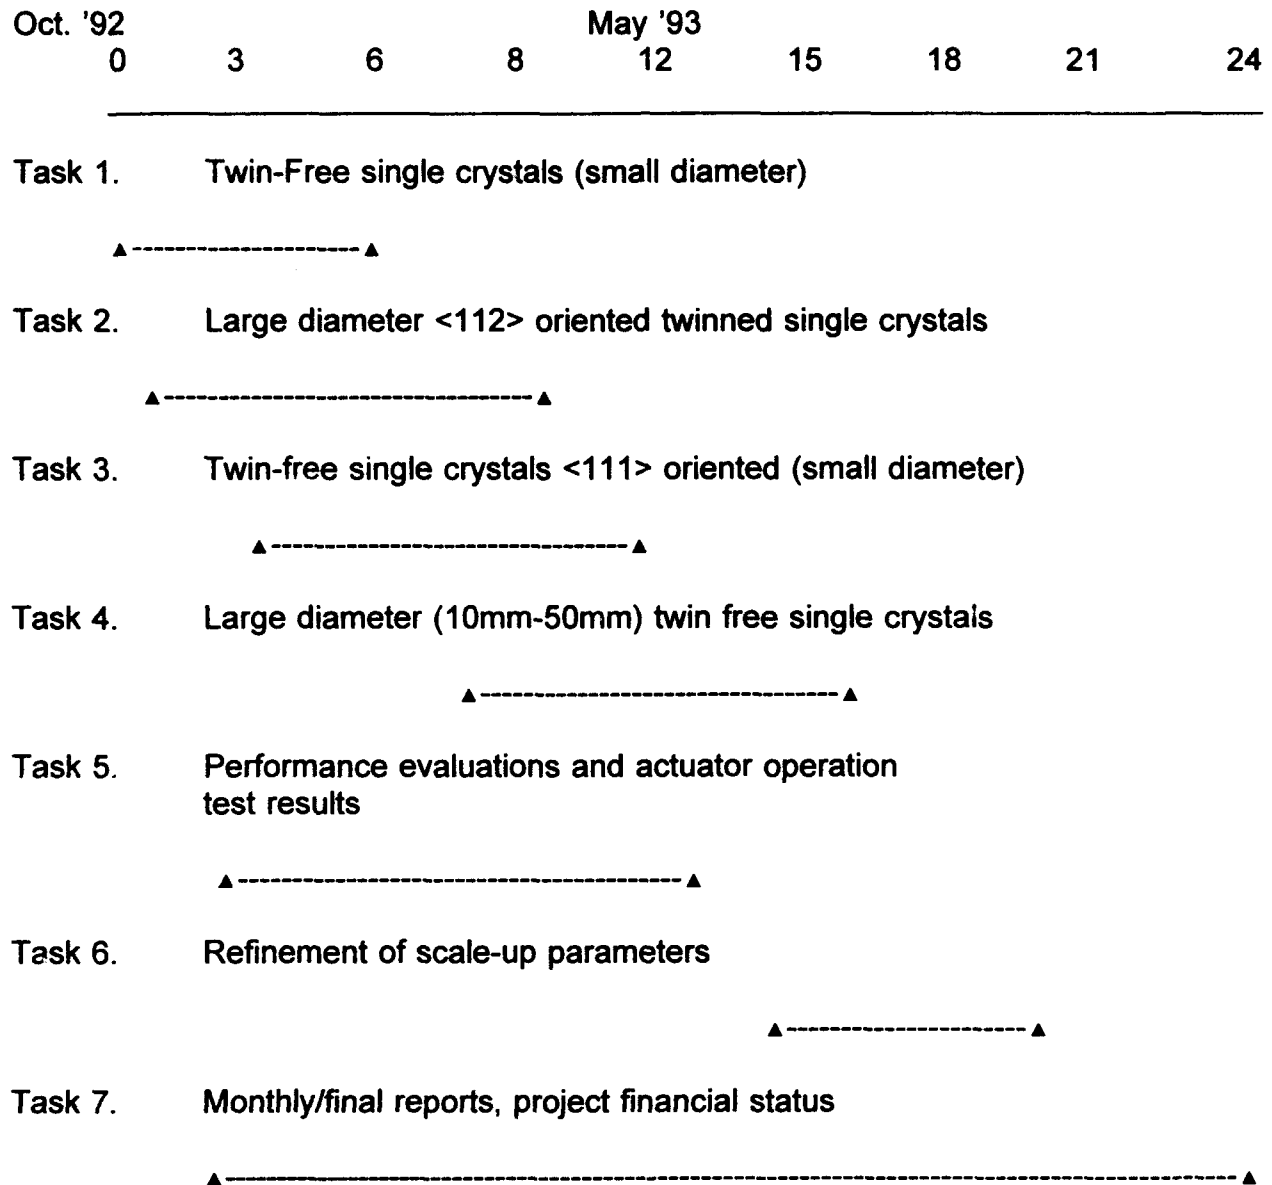 Oct. '92 May '93
0 3 6 8 12 15 18 21 24
Task 1. Twin-Free single crystals (small diameter)
Task 2. Large diameter <112> oriented twinned single crystals
Task 3. Twin-free single crystals <111> oriented (small diameter)
Task 4. Large diameter (10mm-50mm) twin free single crystals
Task 5. Performance evaluations and actuator operation
test results
Task 6. Refinement of scale-up parameters
Task 7. Monthly/final reports, project financial status